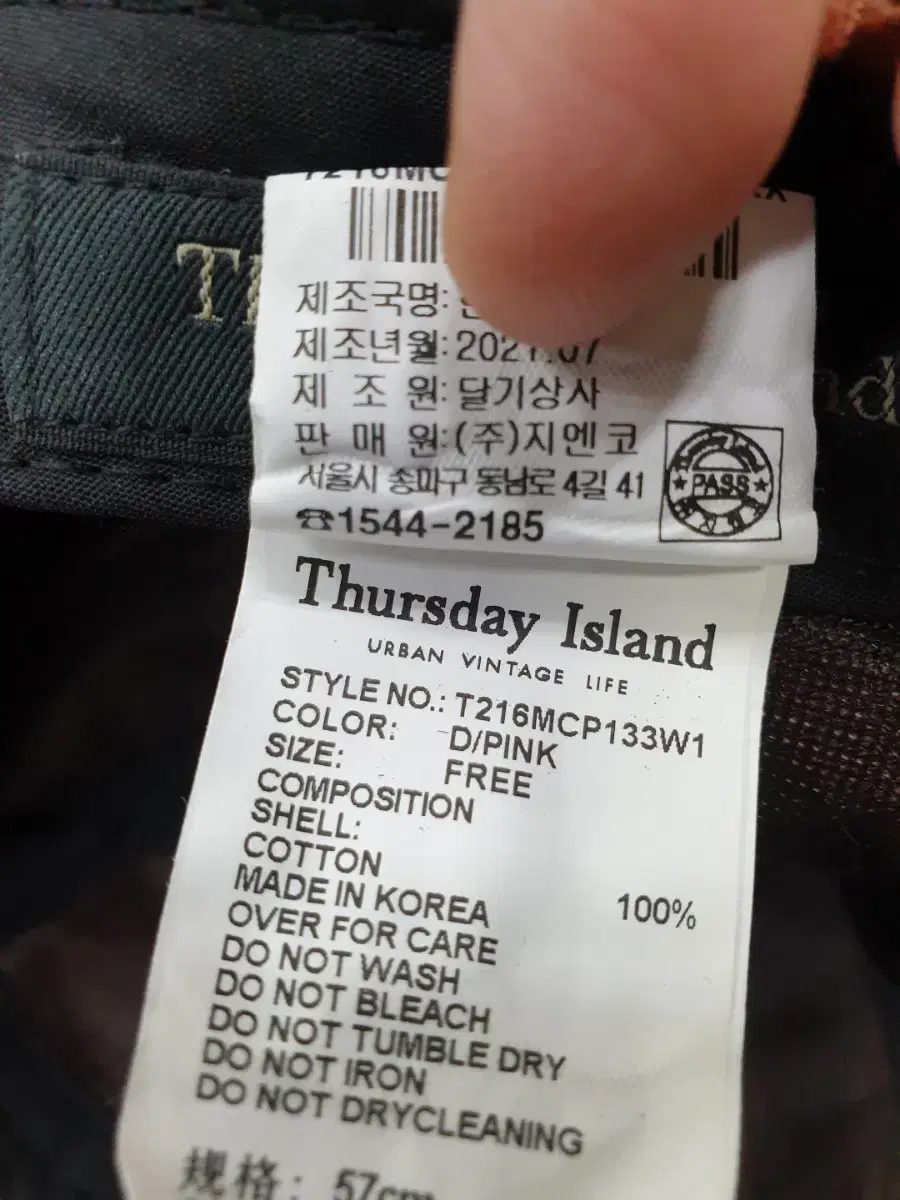 제조국명:
제조년월: 2021.07
제 조 원: 달기상사
판 매 원: (주)지엔코
서울시 송파구 동남로 4길 41
☎1544-2185
PASS
Thursday Island
URBAN VINTAGE LIFE
STYLE NO.: T216MCP133W1
COLOR: D/PINK
SIZE: FREE
COMPOSITION
SHELL:
COTTON 100%
MADE IN KOREA
OVER FOR CARE
DO NOT WASH
DO NOT BLEACH
DO NOT TUMBLE DRY
DO NOT IRON
DO NOT DRYCLEANING
规格: 57cm